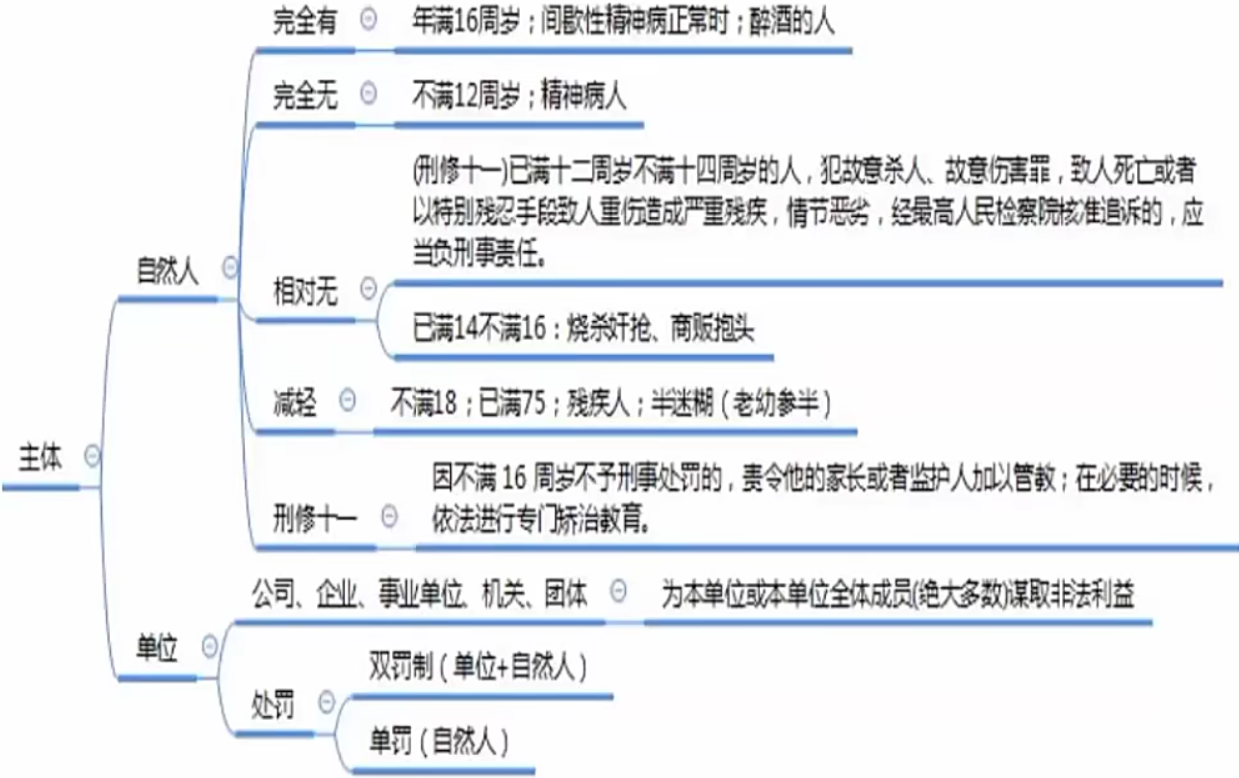 完全有
年满16周岁；间歇性精神病正常时；醉酒的人
完全无
不满12周岁；精神病人
(刑修十一)已满十二周岁不满十四周岁的人，犯故意杀人、故意伤害罪，致人死亡或者
以特别残忍手段致人重伤造成严重残疾，情节恶劣，经最高人民检察院核准追诉的，应
当负刑事责任。
自然人
相对无
已满14不满16：烧杀奸抢、商贩抱头
减轻
不满18；已满75；残疾人；半迷糊（老幼参半）
主体
因不满 16 周岁不予刑事处罚的，责令他的家长或者监护人加以管教；在必要的时候，
依法进行专门矫治教育。
刑修十一
公司、企业、事业单位、机关、团体
为本单位或本单位全体成员(绝大多数)谋取非法利益
单位
双罚制（单位+自然人）
处罚
单罚（自然人）